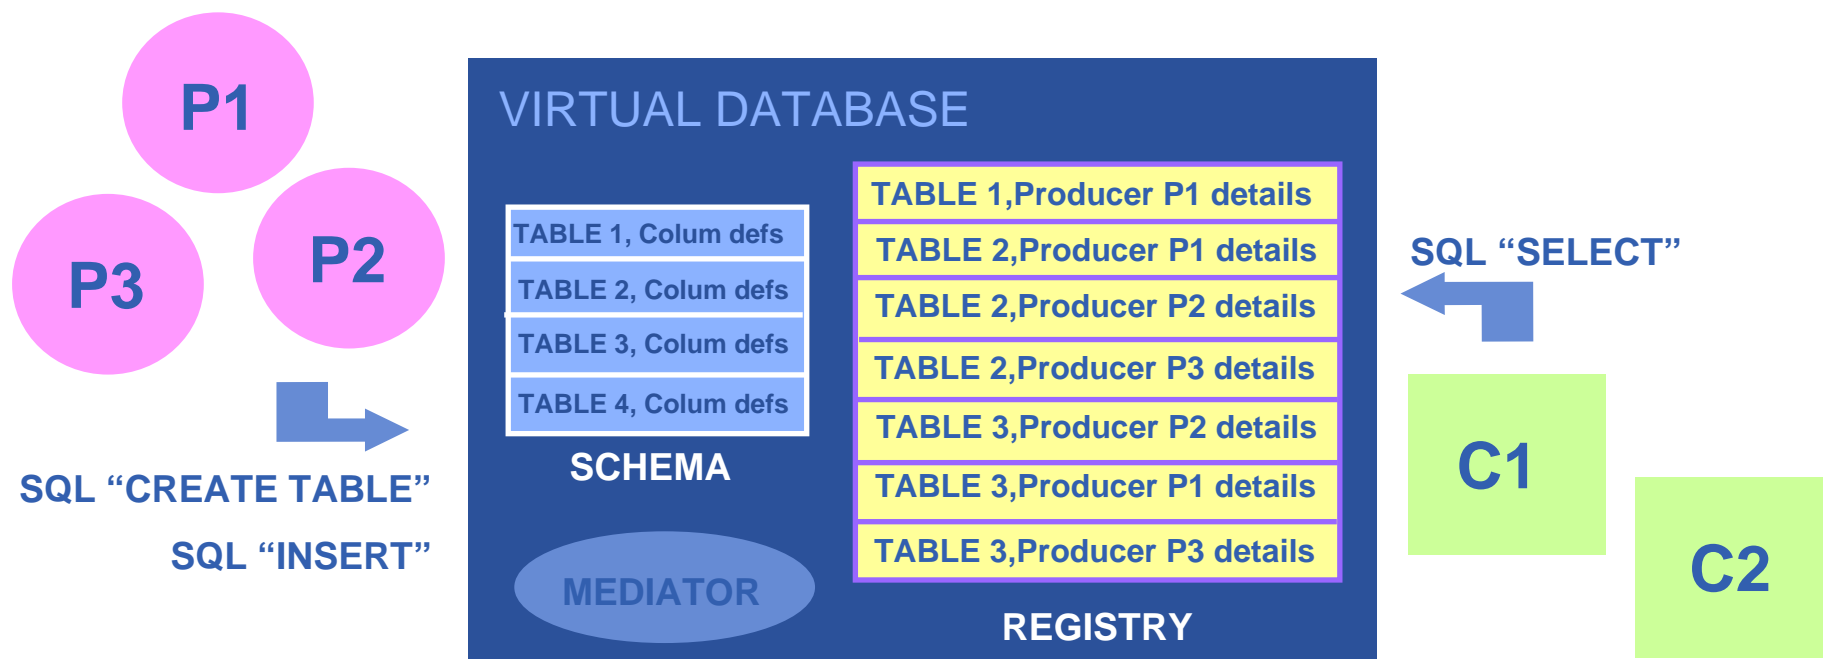 P1
P2
P3
SQL “CREATE TABLE”
SQL “INSERT”
VIRTUAL DATABASE
TABLE 1, Colum defs
TABLE 2, Colum defs
TABLE 3, Colum defs
TABLE 4, Colum defs
SCHEMA
MEDIATOR
TABLE 1,Producer P1 details
TABLE 2,Producer P1 details
TABLE 2,Producer P2 details
TABLE 2,Producer P3 details
TABLE 3,Producer P2 details
TABLE 3,Producer P1 details
TABLE 3,Producer P3 details
REGISTRY
SQL “SELECT”
C1
C2